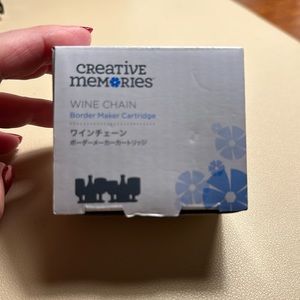 CREATIVE
memORIES
WINE CHAIN
Border Maker Cartridge
ワインチェーン
ボーダーメーカーカートリッジ